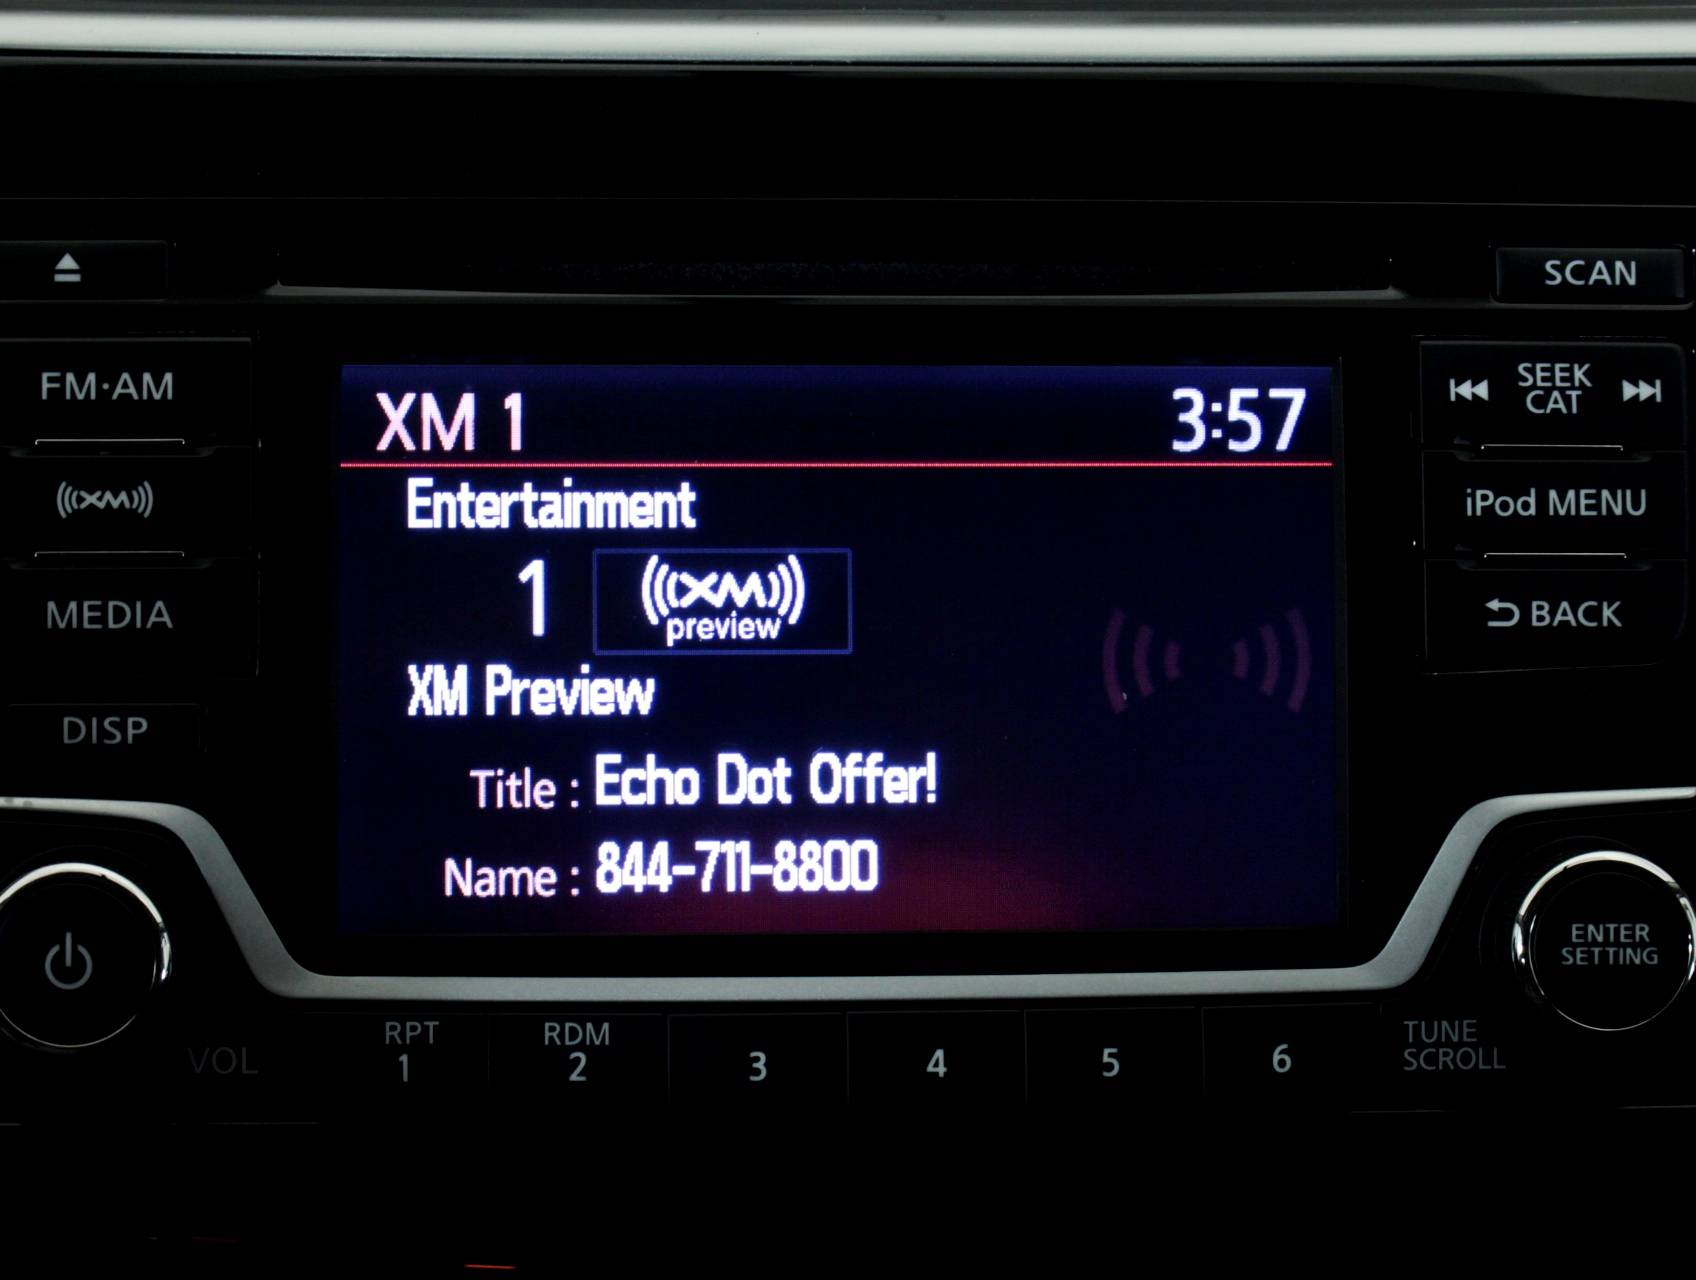 SCAN
FM·AM
SEEK
CAT
XM 1 3:57
Entertainment
1 ((XM)) preview
XM
iPod MENU
MEDIA
BACK
XM Preview
DISP
Title : Echo Dot Offer!
Name : 844-711-8800
ENTER
SETTING
VOL
RPT
1
RDM
2
3
4
5
6
TUNE
SCROLL